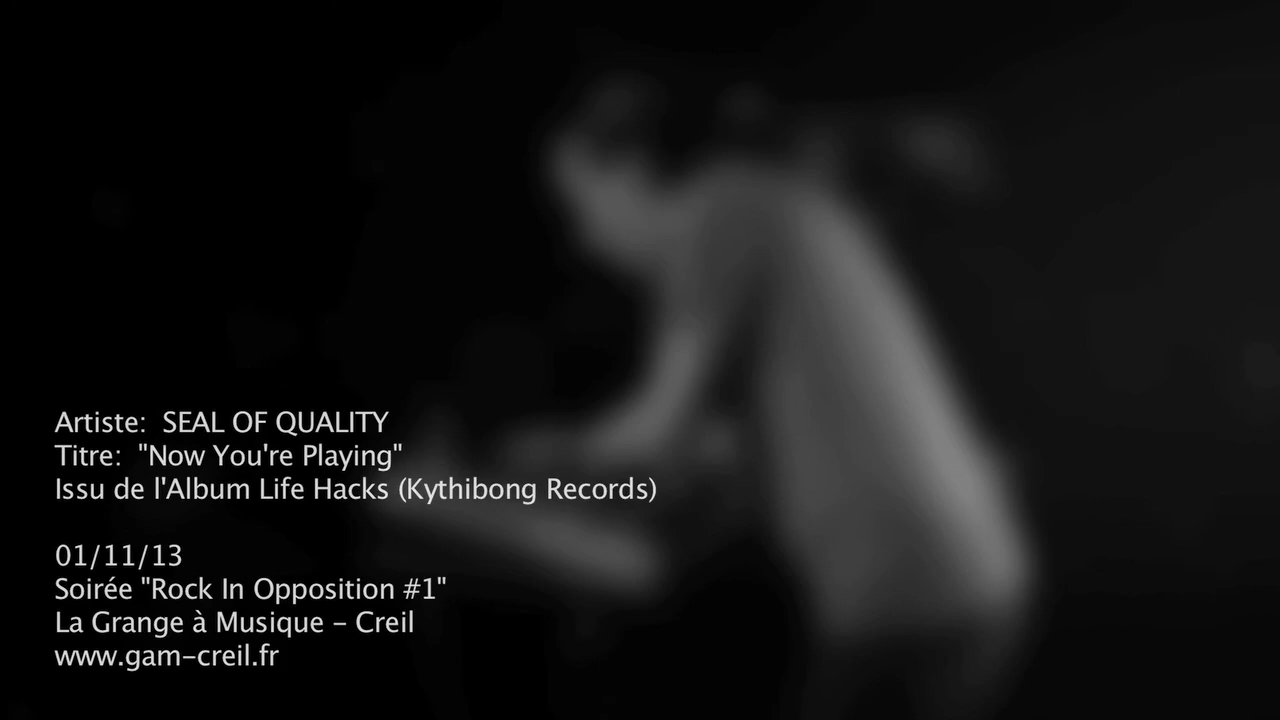 Artiste:  SEAL OF QUALITY
Titre:  "Now You're Playing"
Issu de l'Album Life Hacks (Kythibong Records)
01/11/13
Soirée "Rock In Opposition #1"
La Grange à Musique - Creil
www.gam-creil.fr